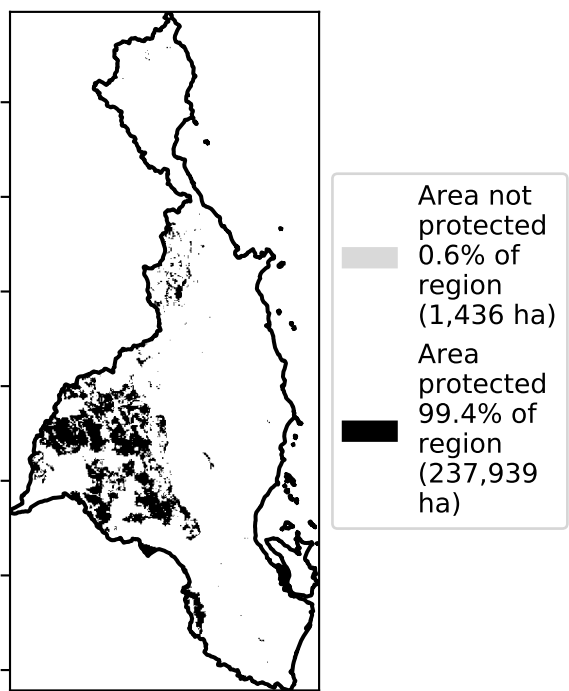 Area not
protected
0.6% of
region
(1,436 ha)
Area
protected
99.4% of
region
(237,939
ha)